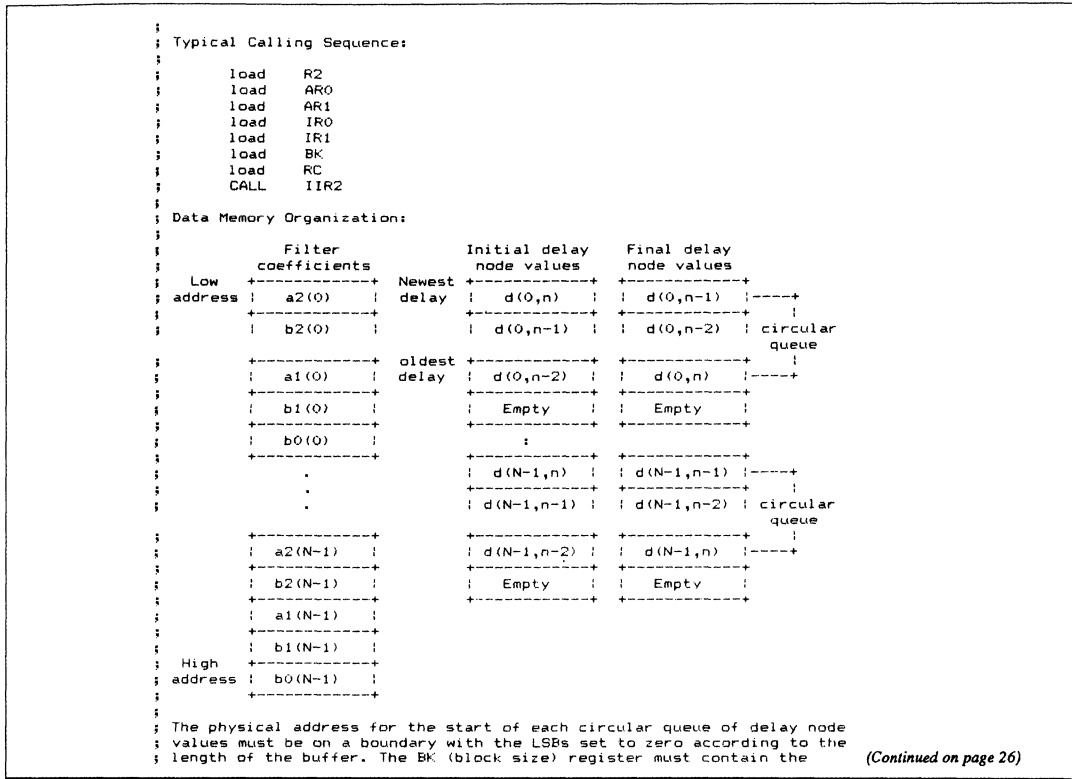 ;
; Typical Calling Sequence:
;
;       load    R2
;       load    AR0
;       load    AR1
;       load    IR0
;       load    IR1
;       load    BK
;       load    RC
;       CALL    IIR2
;
; Data Memory Organization:
;
;           Filter                 Initial delay   Final delay
;        coefficients               node values    node values
;   Low   +------------+  Newest +-------------+ +-------------+
; address |   a2(0)    |  delay  |   d(0,n)    | |  d(0,n-1)   |----+
;         +------------+         +-------------+ +-------------+    |
;         |   b2(0)    |         |  d(0,n-1)   | |  d(0,n-2)   | circular
                                                                 queue
;         +------------+  oldest +-------------+ +-------------+    |
;         |   a1(0)    |  delay  |  d(0,n-2)   | |   d(0,n)    |----+
;         +------------+         +-------------+ +-------------+
;         |   b1(0)    |         |    Empty    | |    Empty    |
;         +------------+         +-------------+ +-------------+
;         |   b0(0)    |                :
;         +------------+         +-------------+ +-------------+
;               .                |  d(N-1,n)   | | d(N-1,n-1)  |----+
;               .                +-------------+ +-------------+    |
;               .                | d(N-1,n-1)  | | d(N-1,n-2)  | circular
                                                                 queue
;         +------------+         +-------------+ +-------------+    |
;         |  a2(N-1)   |         | d(N-1,n-2)  | |  d(N-1,n)   |----+
;         +------------+         +-------------+ +-------------+
;         |  b2(N-1)   |         |    Empty    | |    Empty    |
;         +------------+         +-------------+ +-------------+
;         |  a1(N-1)   |
;         +------------+
;         |  b1(N-1)   |
;  High   +------------+
; address |  b0(N-1)   |
;         +------------+
;
; The physical address for the start of each circular queue of delay node
; values must be on a boundary with the LSBs set to zero according to the
; length of the buffer. The BK (block size) register must contain the
(Continued on page 26)